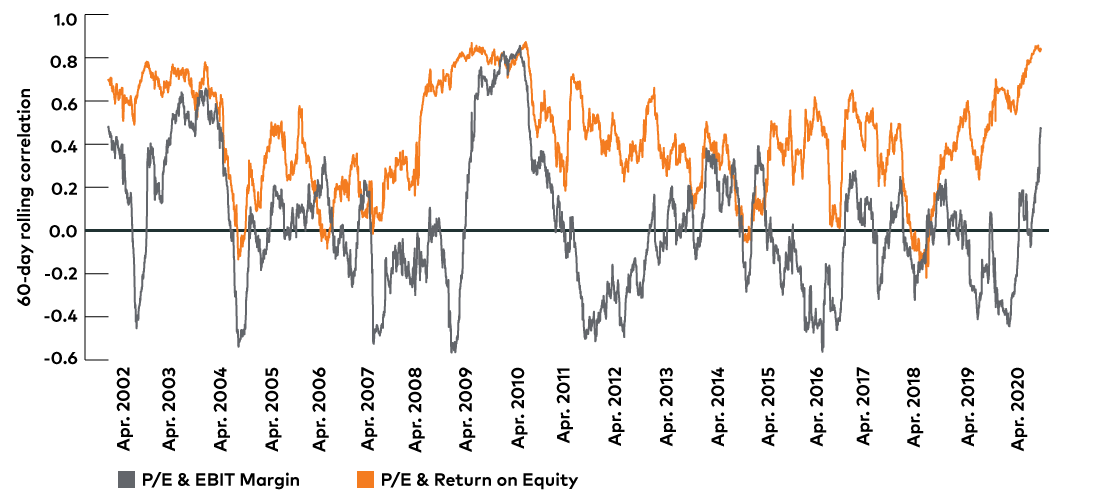 60-day rolling correlation
1.0
0.8
0.6
0.4
0.2
0.0
-0.2
-0.4
-0.6
Apr. 2002
Apr. 2003
Apr. 2004
Apr. 2005
Apr. 2006
Apr. 2007
Apr. 2008
Apr. 2009
Apr. 2010
Apr. 2011
Apr. 2012
Apr. 2013
Apr. 2014
Apr. 2015
Apr. 2016
Apr. 2017
Apr. 2018
Apr. 2019
Apr. 2020
P/E & EBIT Margin
P/E & Return on Equity